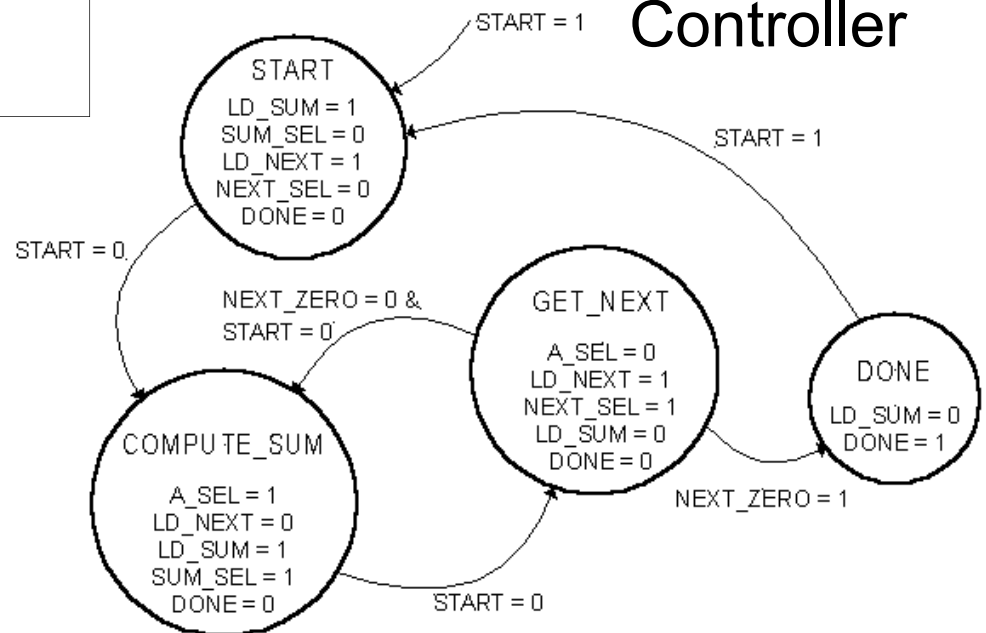 Controller
START = 1
START
LD_SUM = 1
SUM_SEL = 0
LD_NEXT = 1
NEXT_SEL = 0
DONE = 0
START = 1
START = 0
NEXT_ZERO = 0 &
START = 0
GET_NEXT
A_SEL = 0
LD_NEXT = 1
NEXT_SEL = 1
LD_SUM = 0
DONE = 0
DONE
LD_SUM = 0
DONE = 1
COMPUTE_SUM
A_SEL = 1
LD_NEXT = 0
LD_SUM = 1
SUM_SEL = 1
DONE = 0
NEXT_ZERO = 1
START = 0